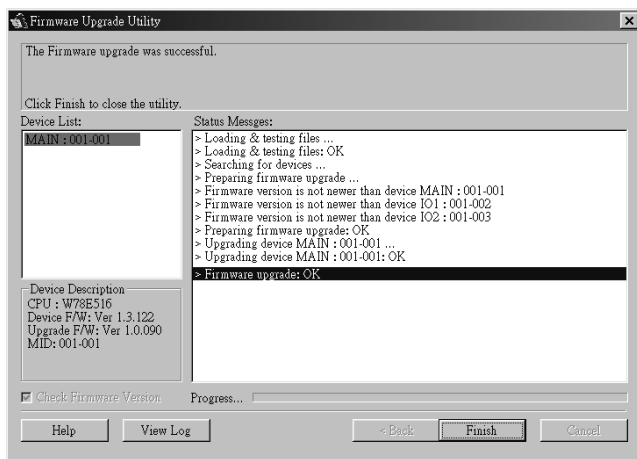 Firmware Upgrade Utility
The Firmware upgrade was successful.
Click Finish to close the utility.
Device List:
MAIN : 001-001
Status Messges:
> Loading & testing files ...
> Loading & testing files: OK
> Searching for devices ...
> Preparing firmware upgrade ...
> Firmware version is not newer than device MAIN : 001-001
> Firmware version is not newer than device IO1 : 001-002
> Firmware version is not newer than device IO2 : 001-003
> Preparing firmware upgrade: OK
> Upgrading device MAIN : 001-001 ...
> Upgrading device MAIN : 001-001: OK
> Firmware upgrade: OK
Device Description
CPU : W78E516
Device F/W: Ver 1.3.122
Upgrade F/W: Ver 1.0.090
MID: 001-001
Check Firmware Version
Progress...
Help
View Log
< Back
Finish
Cancel